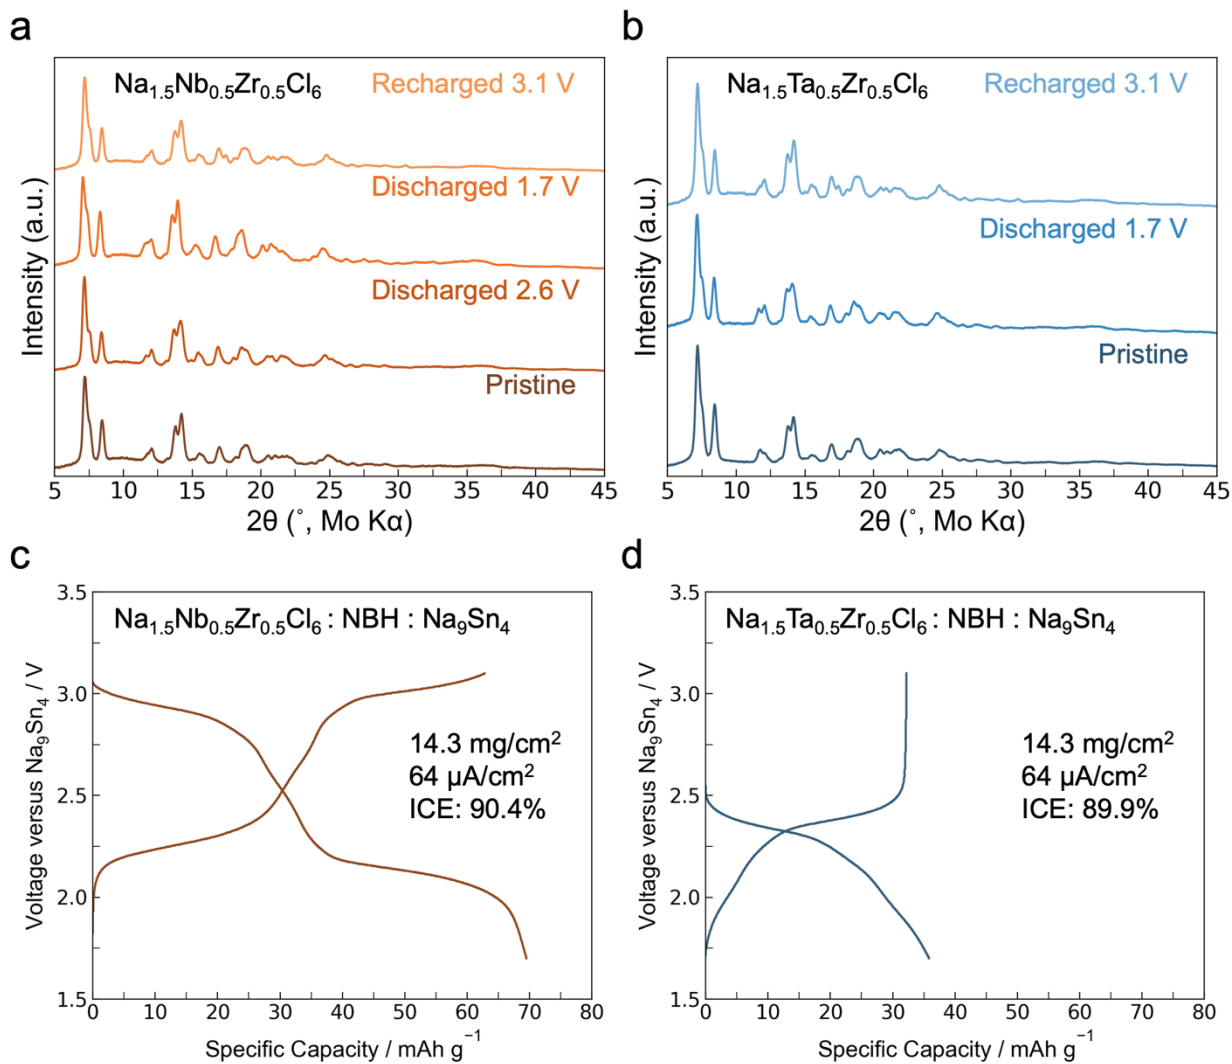 a
Na₁.₅Nb₀.₅Zr₀.₅Cl₆
Recharged 3.1 V
Discharged 1.7 V
Discharged 2.6 V
Pristine
Intensity (a.u.)
5 10 15 20 25 30 35 40 45
2θ (°, Mo Kα)
b
Na₁.₅Ta₀.₅Zr₀.₅Cl₆
Recharged 3.1 V
Discharged 1.7 V
Pristine
Intensity (a.u.)
5 10 15 20 25 30 35 40 45
2θ (°, Mo Kα)
c
Na₁.₅Nb₀.₅Zr₀.₅Cl₆ : NBH : Na₉Sn₄
14.3 mg/cm²
64 µA/cm²
ICE: 90.4%
Voltage versus Na₉Sn₄ / V
3.5
3.0
2.5
2.0
1.5
0 10 20 30 40 50 60 70 80
Specific Capacity / mAh g⁻¹
d
Na₁.₅Ta₀.₅Zr₀.₅Cl₆ : NBH : Na₉Sn₄
14.3 mg/cm²
64 µA/cm²
ICE: 89.9%
Voltage versus Na₉Sn₄ / V
3.5
3.0
2.5
2.0
1.5
0 10 20 30 40 50 60 70 80
Specific Capacity / mAh g⁻¹